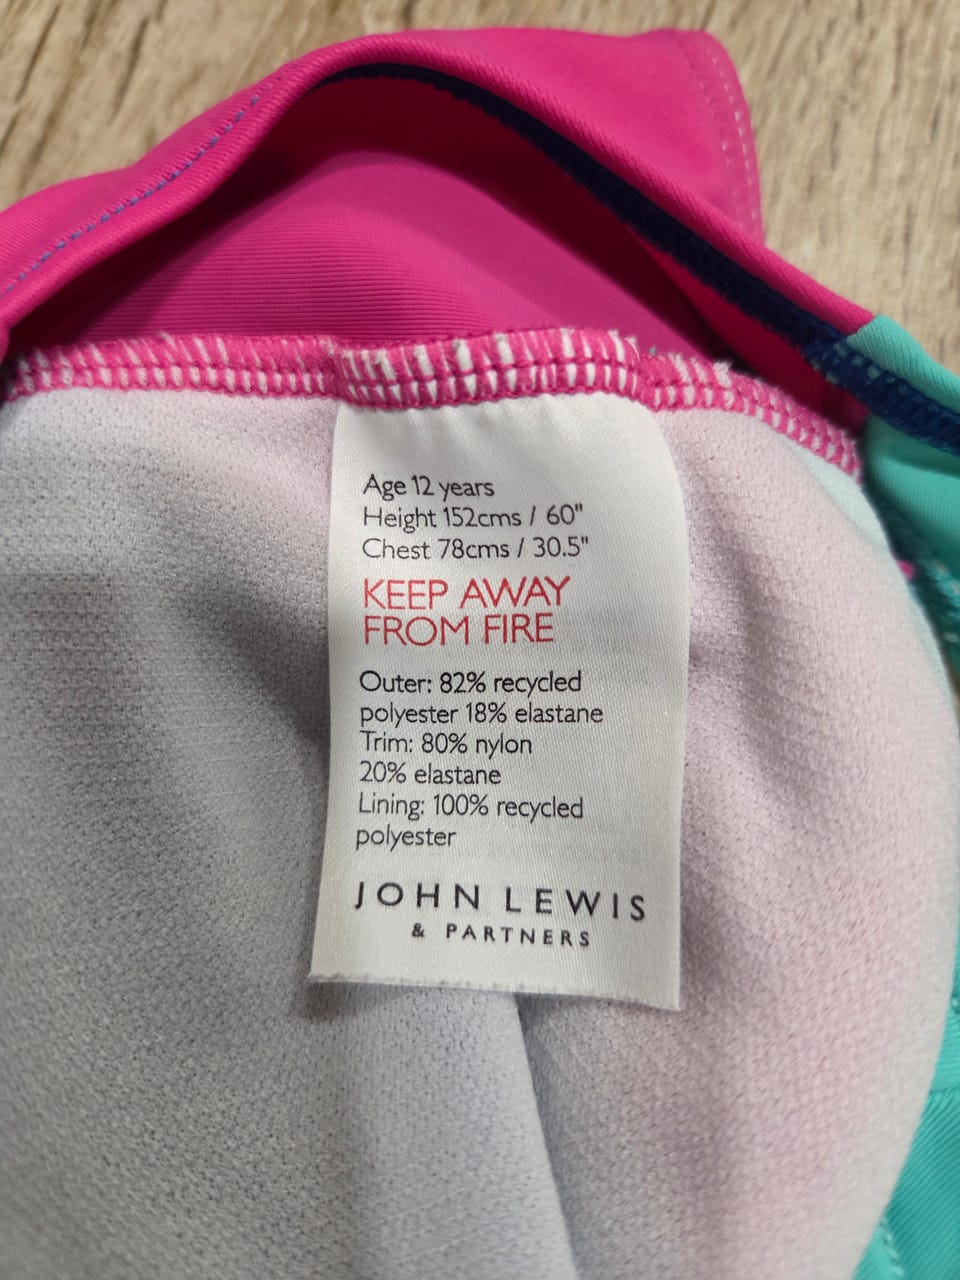 Age 12 years
Height 152cms / 60"
Chest 78cms / 30.5"
KEEP AWAY
FROM FIRE
Outer: 82% recycled
polyester 18% elastane
Trim: 80% nylon
20% elastane
Lining: 100% recycled
polyester
JOHN LEWIS
& PARTNERS